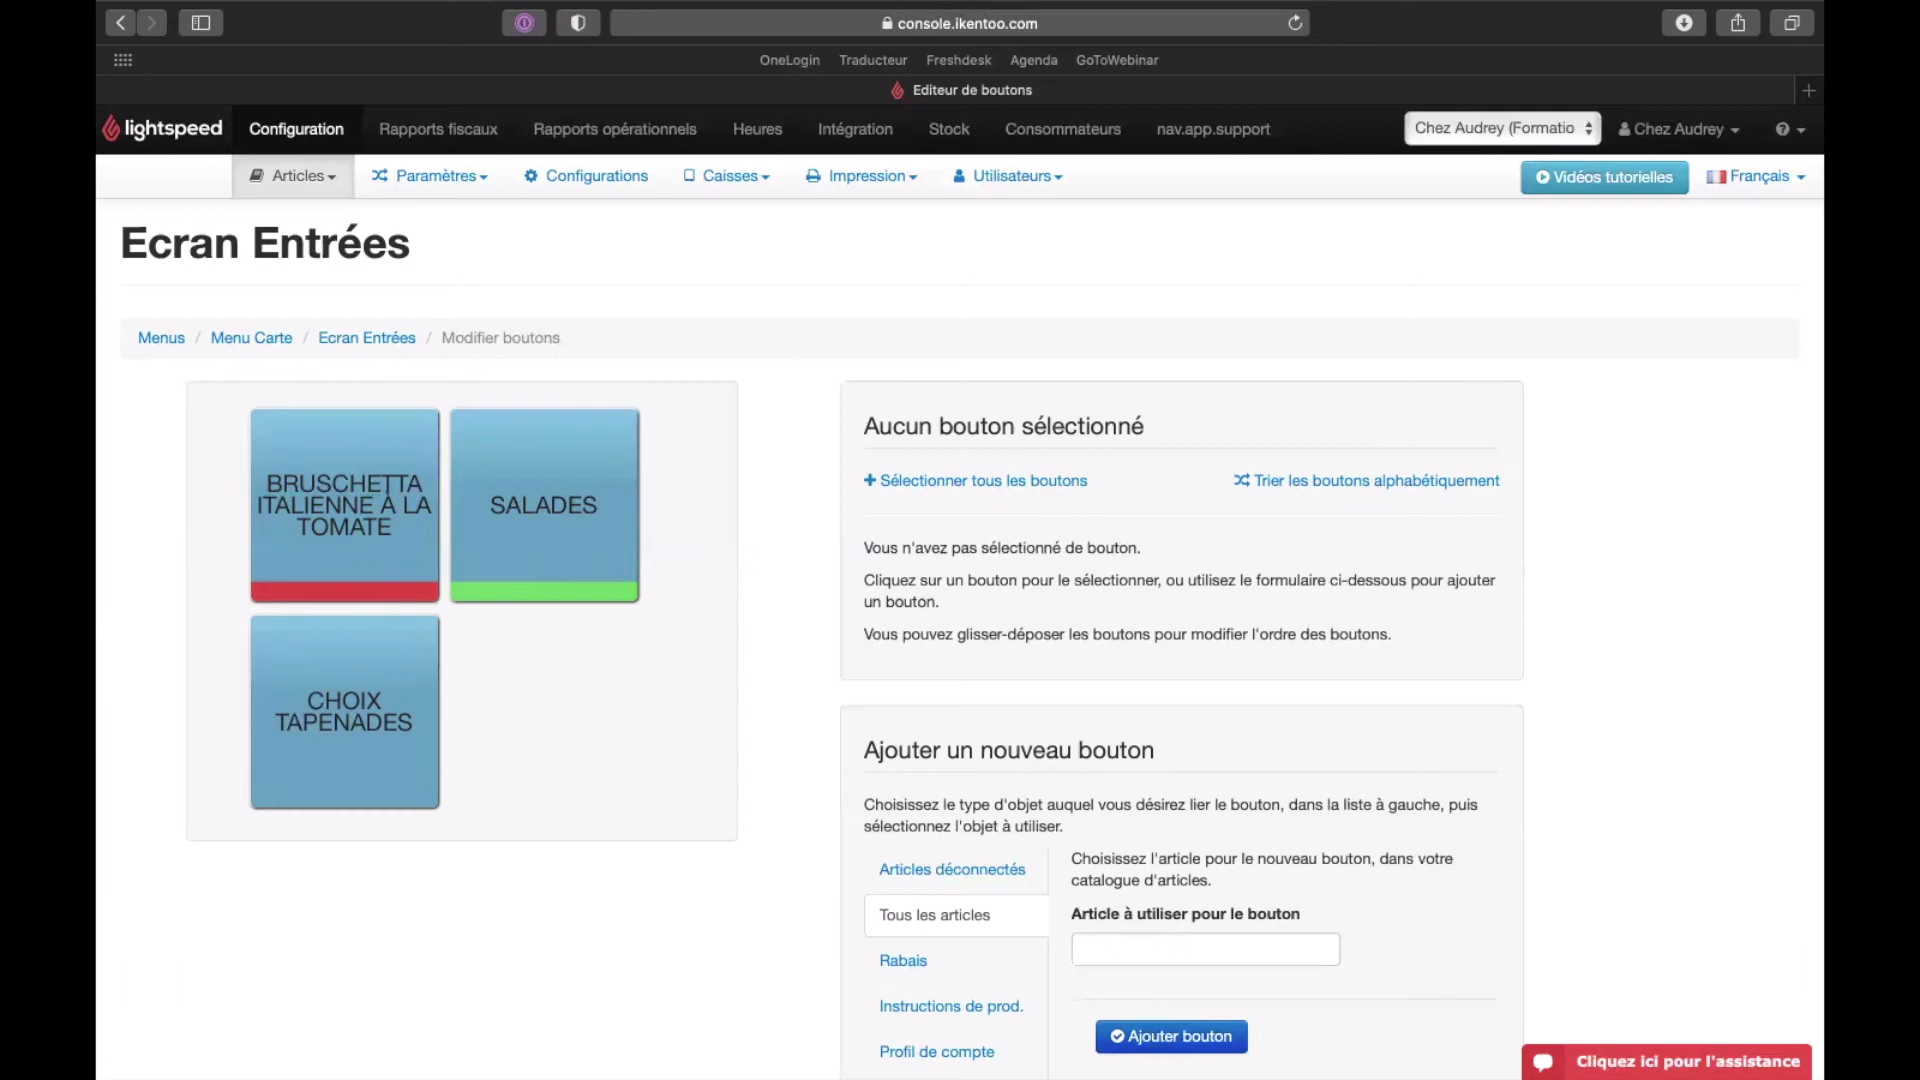 console.ikentoo.com
OneLogin Traducteur Freshdesk Agenda GoToWebinar
Editeur de boutons
lightspeed Configuration Rapports fiscaux Rapports opérationnels Heures Intégration Stock Consommateurs nav.app.support Chez Audrey (Formatio Chez Audrey
Articles Paramètres Configurations Caisses Impression Utilisateurs Vidéos tutorielles Français
Ecran Entrées
Menus / Menu Carte / Ecran Entrées / Modifier boutons
BRUSCHETTA
ITALIENNE À LA
TOMATE
SALADES
CHOIX
TAPENADES
Aucun bouton sélectionné
Sélectionner tous les boutons Trier les boutons alphabétiquement
Vous n'avez pas sélectionné de bouton.
Cliquez sur un bouton pour le sélectionner, ou utilisez le formulaire ci-dessous pour ajouter
un bouton.
Vous pouvez glisser-déposer les boutons pour modifier l'ordre des boutons.
Ajouter un nouveau bouton
Choisissez le type d'objet auquel vous désirez lier le bouton, dans la liste à gauche, puis
sélectionnez l'objet à utiliser.
Articles déconnectés
Tous les articles
Rabais
Instructions de prod.
Profil de compte
Choisissez l'article pour le nouveau bouton, dans votre
catalogue d'articles.
Article à utiliser pour le bouton
Ajouter bouton
Cliquez ici pour l'assistance